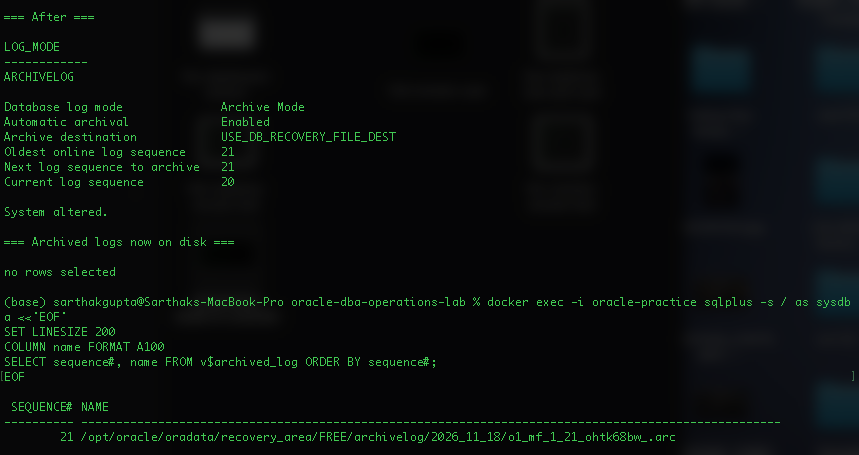 === After ===
LOG_MODE
------------
ARCHIVELOG
Database log mode              Archive Mode
Automatic archival             Enabled
Archive destination            USE_DB_RECOVERY_FILE_DEST
Oldest online log sequence     21
Next log sequence to archive   21
Current log sequence           20
System altered.
=== Archived logs now on disk ===
no rows selected
(base) sarthakgupta@Sarthaks-MacBook-Pro oracle-dba-operations-lab % docker exec -i oracle-practice sqlplus -s / as sysdb
a <<'EOF'
SET LINESIZE 200
COLUMN name FORMAT A100
SELECT sequence#, name FROM v$archived_log ORDER BY sequence#;
[EOF ]
 SEQUENCE# NAME
---------- ----------------------------------------------------------------------------------------------------
        21 /opt/oracle/oradata/recovery_area/FREE/archivelog/2026_11_18/o1_mf_1_21_ohtk68bw_.arc